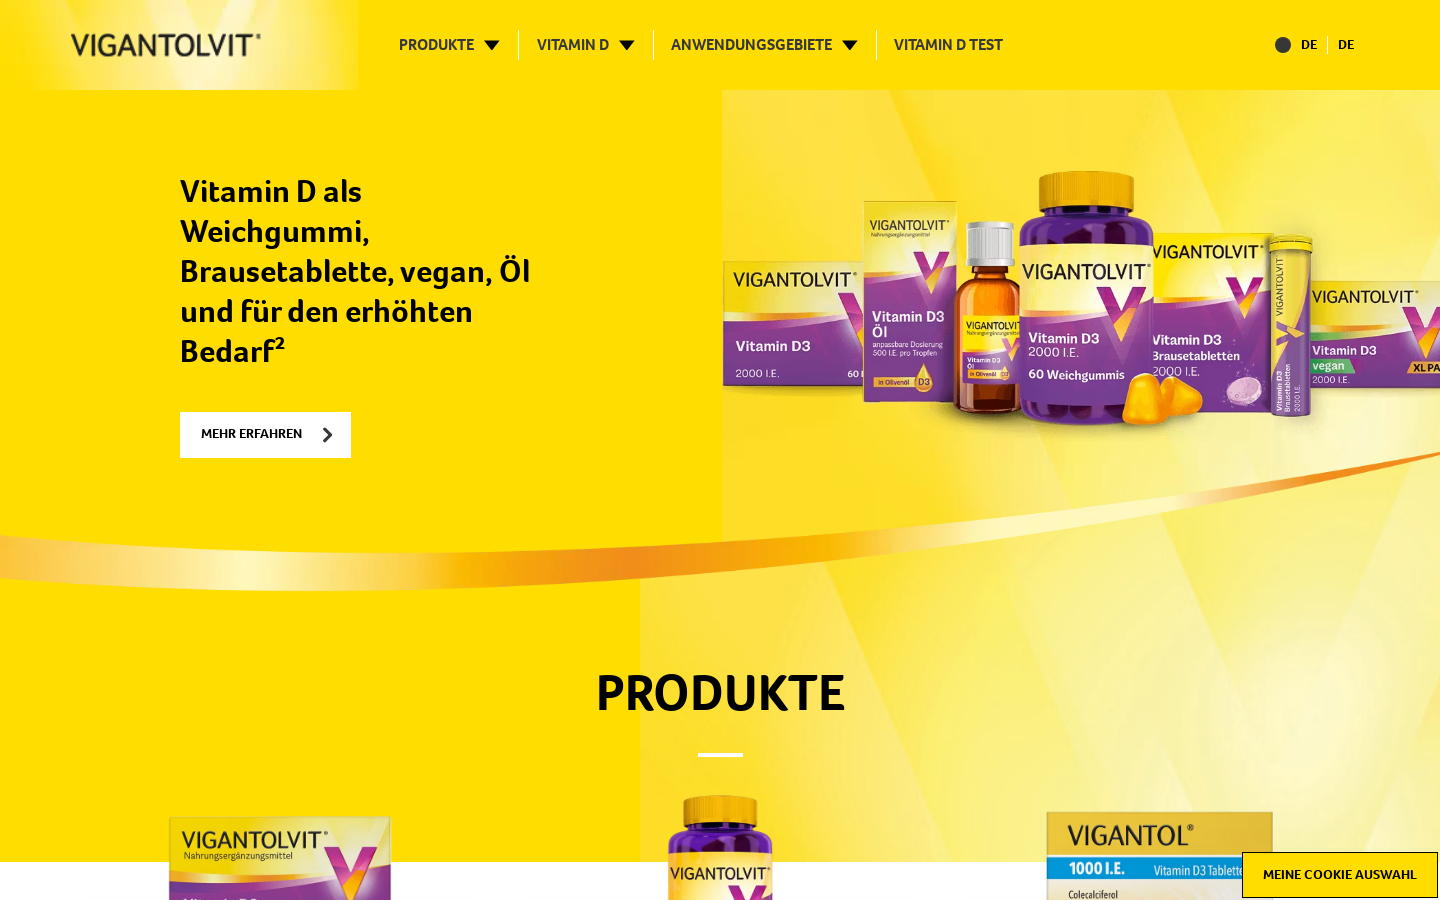 VIGANTOLVIT®
PRODUKTE
VITAMIN D
ANWENDUNGSGEBIETE
VITAMIN D TEST
DE
DE
Vitamin D als
Weichgummi,
Brausetablette, vegan, Öl
und für den erhöhten
Bedarf²
MEHR ERFAHREN
VIGANTOLVIT®
Vitamin D3
2000 I.E.
60
VIGANTOLVIT®
Nahrungsergänzungsmittel
Vitamin D3
Öl
anpassbare Dosierung
500 I.E. pro Tropfen
in Olivenöl
D3
VIGANTOLVIT
Nahrungsergänzungsmittel
Vitamin D3
Öl
in Olivenöl
D3
VIGANTOLVIT®
Vitamin D3
2000 I.E.
60 Weichgummis
VIGANTOLVIT®
Vitamin D3
Brausetabletten
2000 I.E.
VIGANTOLVIT
Vitamin D3
Brausetabletten
2000 I.E.
VIGANTOLVIT®
Vitamin D3
vegan
2000 I.E.
XL PA
PRODUKTE
VIGANTOLVIT®
Nahrungsergänzungsmittel
Vitamin D3
VIGANTOLVIT®
VIGANTOL®
1000 I.E.
Vitamin D3 Tablette
Colecalciferol
MEINE COOKIE AUSWAHL